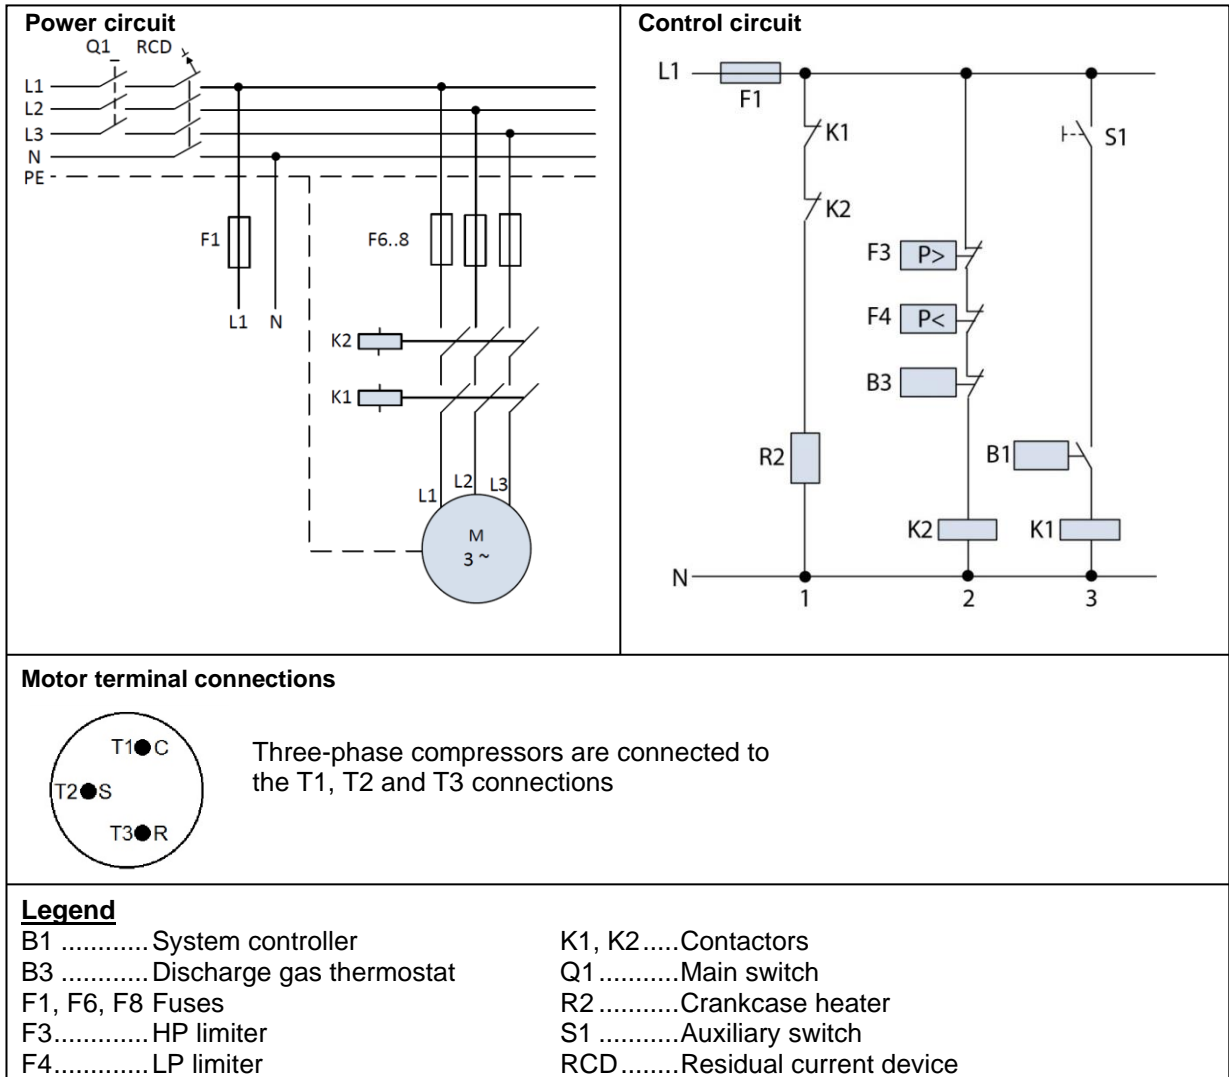 Power circuit
Q1 RCD
L1
L2
L3
N
PE
F1
F6..8
L1 N
K2
K1
L1 L2 L3
M
3 ~
Control circuit
L1
F1
K1
S1
K2
F3 P>
F4 P<
B3
R2
B1
K2 K1
N
1 2 3
Motor terminal connections
T1 C
T2 S
T3 R
Three-phase compressors are connected to
the T1, T2 and T3 connections
Legend
B1 ............System controller
B3 ............Discharge gas thermostat
F1, F6, F8 Fuses
F3.............HP limiter
F4.............LP limiter
K1, K2.....Contactors
Q1...........Main switch
R2 ...........Crankcase heater
S1 ...........Auxiliary switch
RCD........Residual current device